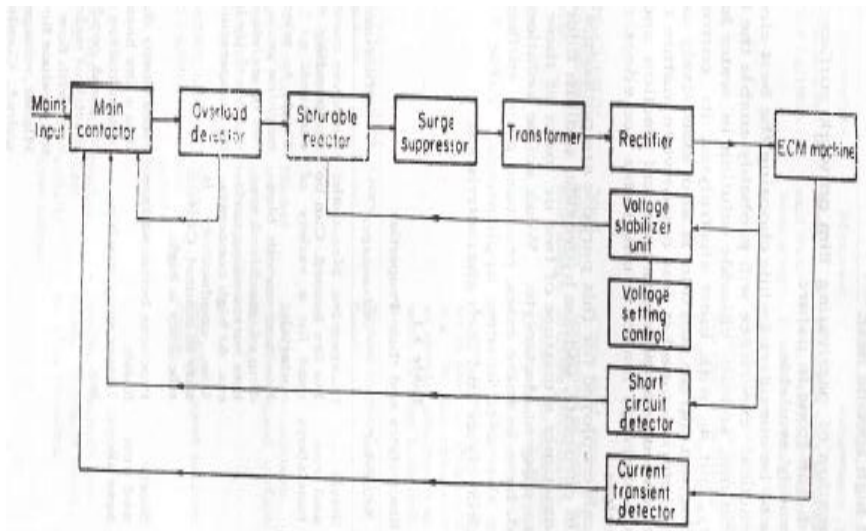 Mains
Input
Main
contactor
Overload
detector
Saturable
reactor
Surge
Suppressor
Transformer
Rectifier
ECM machine
Voltage
stabilizer
unit
Voltage
setting
control
Short
circuit
detector
Current
transient
detector